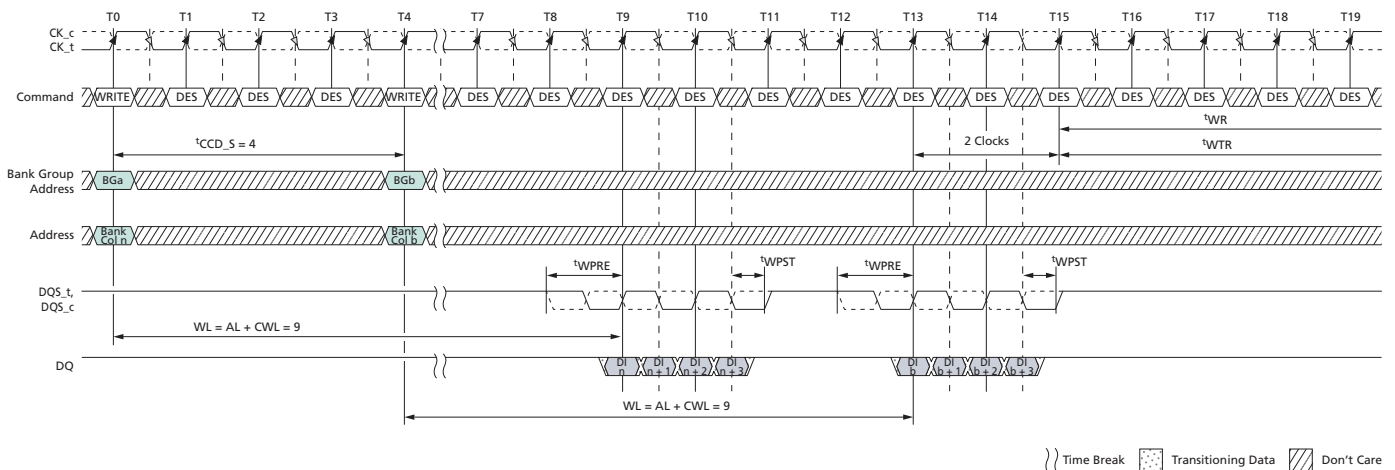 T0 T1 T2 T3 T4 T7 T8 T9 T10 T11 T12 T13 T14 T15 T16 T17 T18 T19
CK_c
CK_t
Command WRITE DES DES DES WRITE DES DES DES DES DES DES DES DES DES DES DES DES DES
tWR
tCCD_S = 4 2 Clocks tWTR
Bank Group
Address BGa BGb
Address Bank
Col n Bank
Col b
tWPRE tWPST tWPRE tWPST
DQS_t,
DQS_c
WL = AL + CWL = 9
DQ DI
n DI
n + 1 DI
n + 2 DI
n + 3 DI
b DI
b + 1 DI
b + 2 DI
b + 3
WL = AL + CWL = 9
Time Break Transitioning Data Don't Care